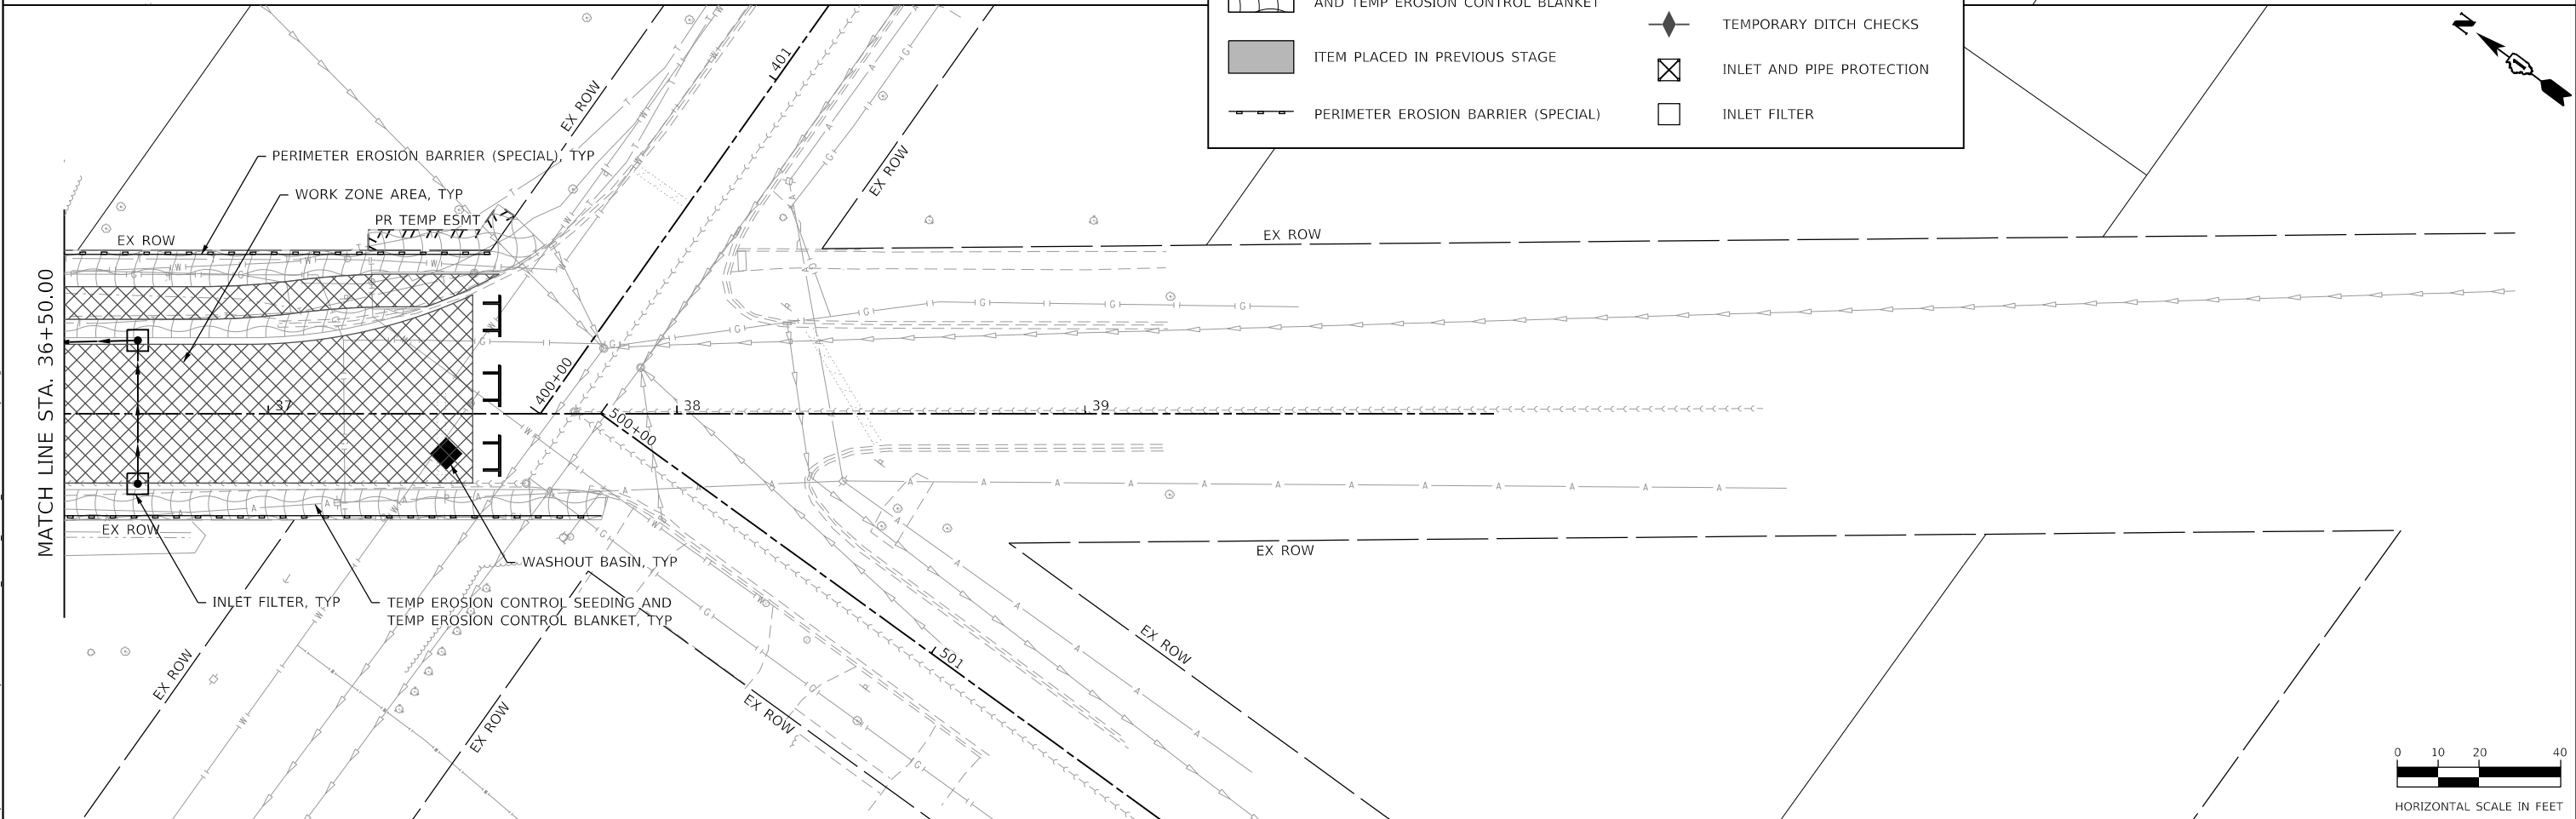 AND TEMP EROSION CONTROL BLANKET
TEMPORARY DITCH CHECKS
ITEM PLACED IN PREVIOUS STAGE
INLET AND PIPE PROTECTION
PERIMETER EROSION BARRIER (SPECIAL)
INLET FILTER
N
401
EX ROW
EX ROW
PERIMETER EROSION BARRIER (SPECIAL), TYP
WORK ZONE AREA, TYP
PR TEMP ESMT
EX ROW
EX ROW
MATCH LINE STA. 36+50.00
400+00
37
38
39
500+00
EX ROW
EX ROW
WASHOUT BASIN, TYP
INLET FILTER, TYP
TEMP EROSION CONTROL SEEDING AND
TEMP EROSION CONTROL BLANKET, TYP
EX ROW
EX ROW
501
EX ROW
EX ROW
0 10 20 40
HORIZONTAL SCALE IN FEET